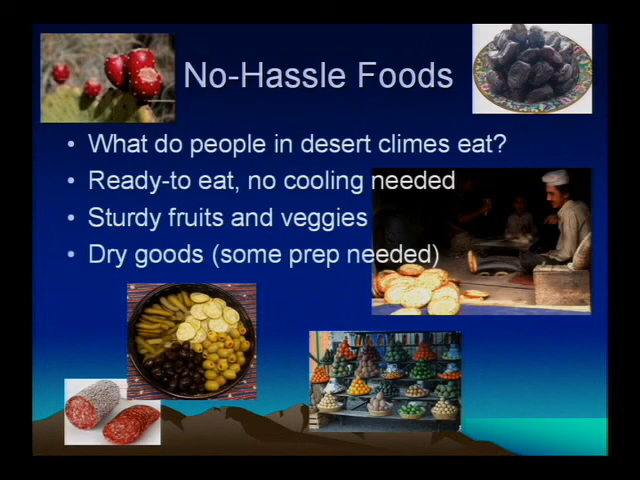 No-Hassle Foods
• What do people in desert climes eat?
• Ready-to eat, no cooling needed
• Sturdy fruits and veggies
• Dry goods (some prep needed)